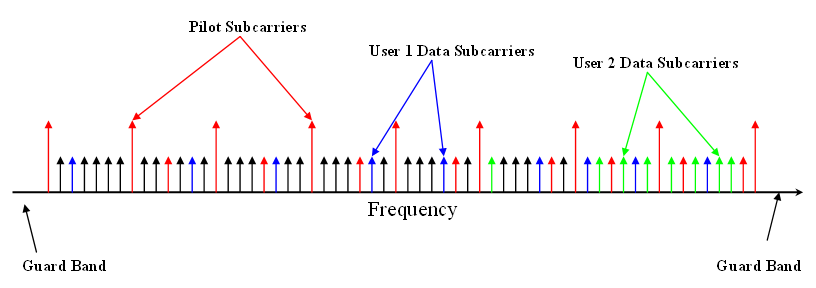 Pilot Subcarriers
User 1 Data Subcarriers
User 2 Data Subcarriers
Frequency
Guard Band
Guard Band